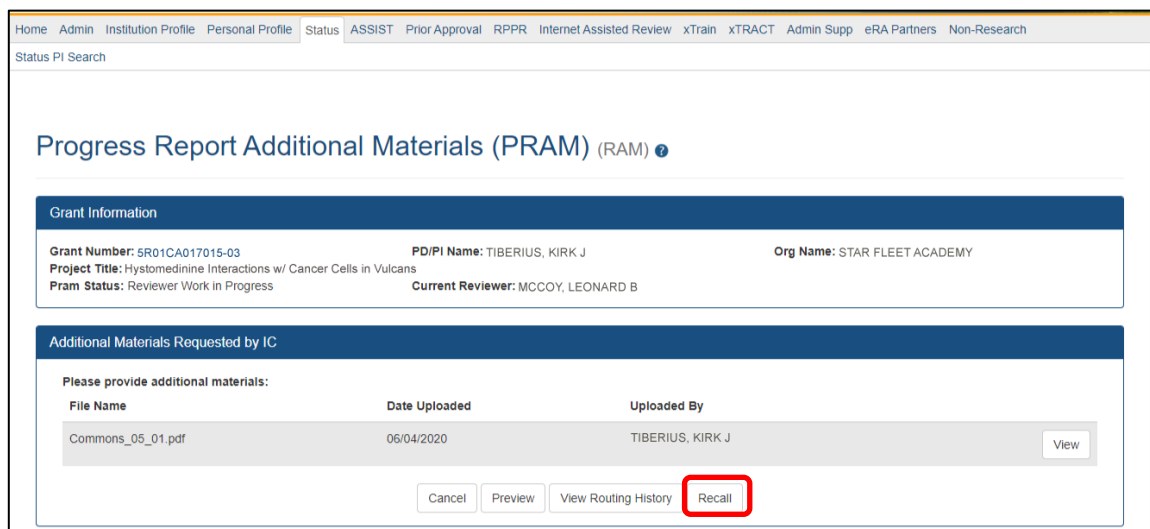 Home Admin Institution Profile Personal Profile Status ASSIST Prior Approval RPPR Internet Assisted Review xTrain xTRACT Admin Supp eRA Partners Non-Research
Status PI Search
Progress Report Additional Materials (PRAM) (RAM) ?
Grant Information
Grant Number: 5R01CA017015-03 PD/PI Name: TIBERIUS, KIRK J Org Name: STAR FLEET ACADEMY
Project Title: Hystomedinine Interactions w/ Cancer Cells in Vulcans
Pram Status: Reviewer Work in Progress Current Reviewer: MCCOY, LEONARD B
Additional Materials Requested by IC
Please provide additional materials:
File Name Date Uploaded Uploaded By
Commons_05_01.pdf 06/04/2020 TIBERIUS, KIRK J View
Cancel Preview View Routing History Recall